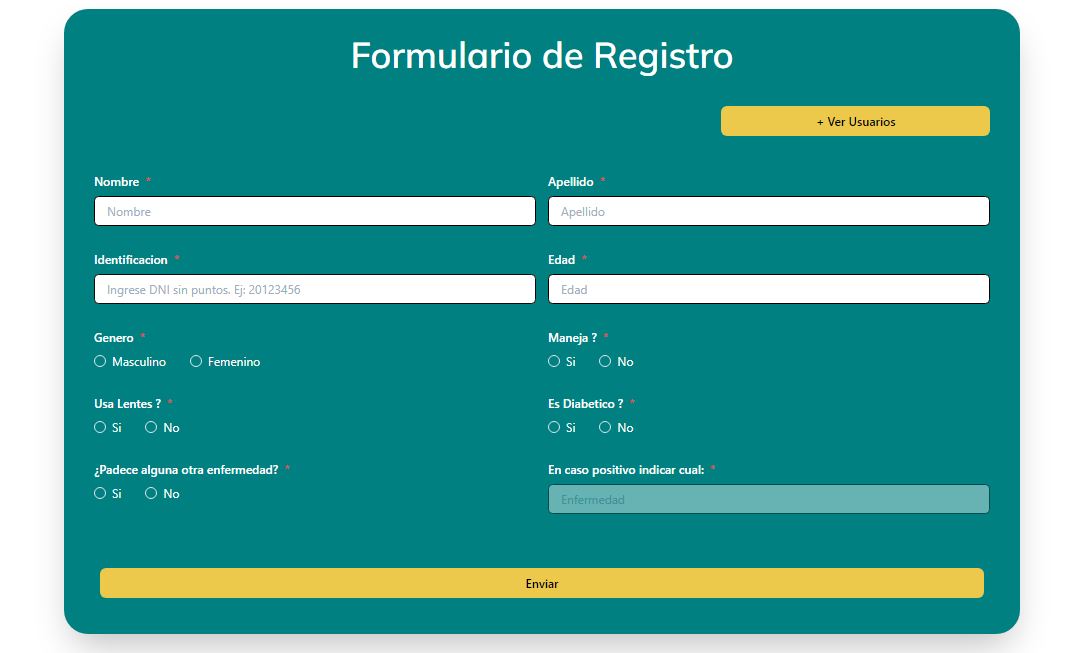 Formulario de Registro
+ Ver Usuarios
Nombre * Apellido *
Nombre Apellido
Identificacion * Edad *
Ingrese DNI sin puntos. Ej: 20123456 Edad
Genero * Maneja ? *
Masculino Femenino Si No
Usa Lentes ? * Es Diabetico ? *
Si No Si No
¿Padece alguna otra enfermedad? * En caso positivo indicar cual: *
Si No Enfermedad
Enviar